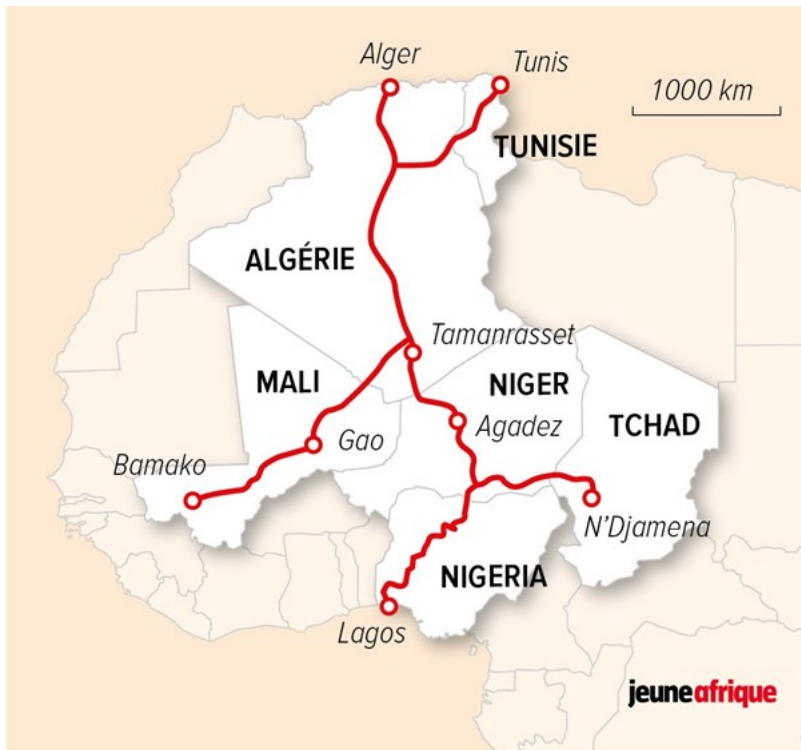 Alger
Tunis
1000 km
TUNISIE
ALGÉRIE
Tamanrasset
MALI
NIGER
Agadez
TCHAD
Gao
Bamako
N'Djamena
NIGERIA
Lagos
jeuneafrique